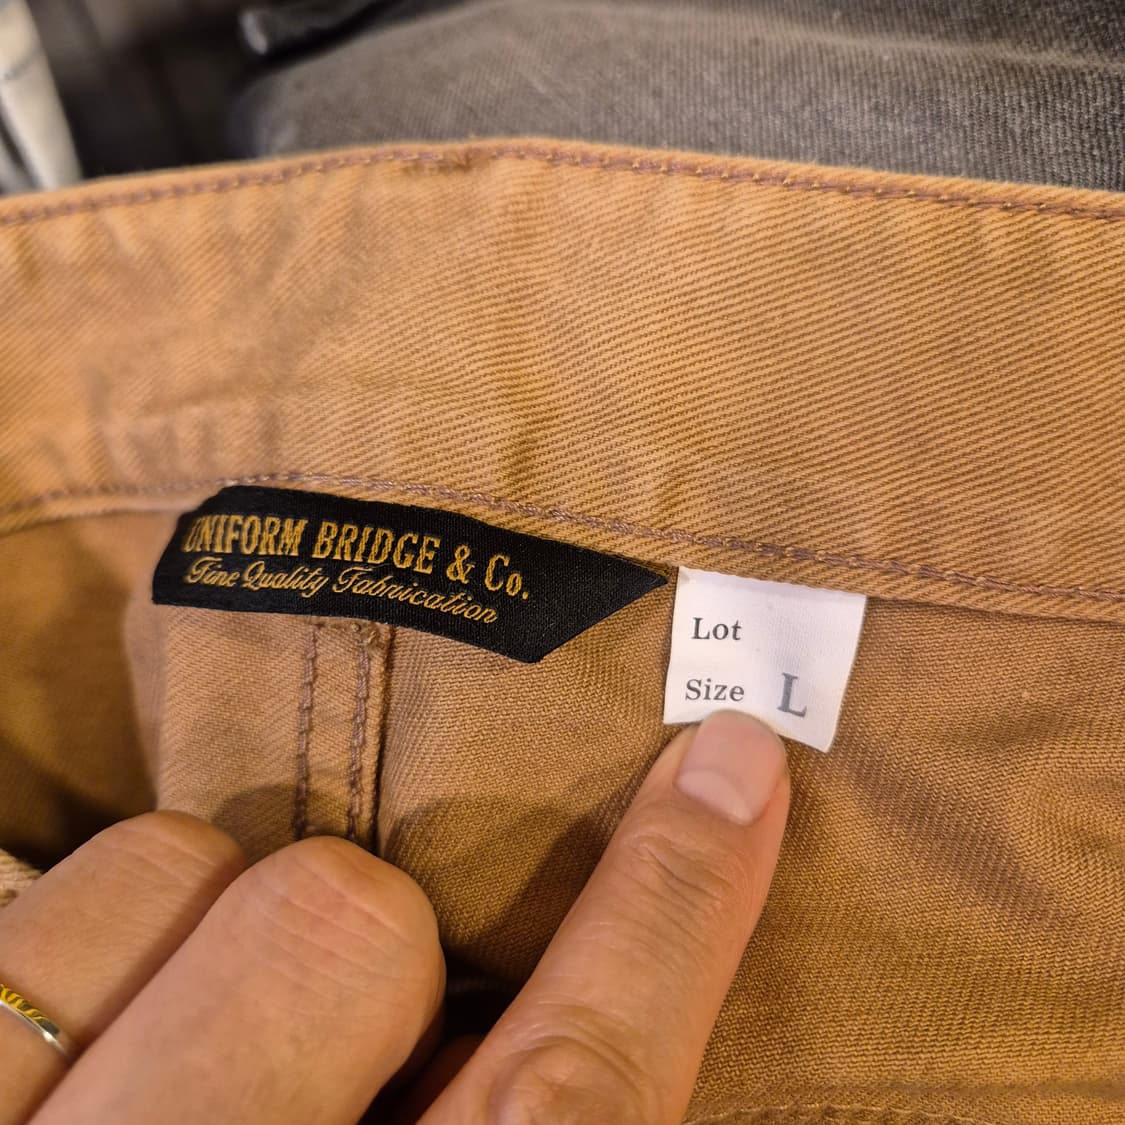 UNIFORM BRIDGE & Co.
Fine Quality Fabrication
Lot
Size L